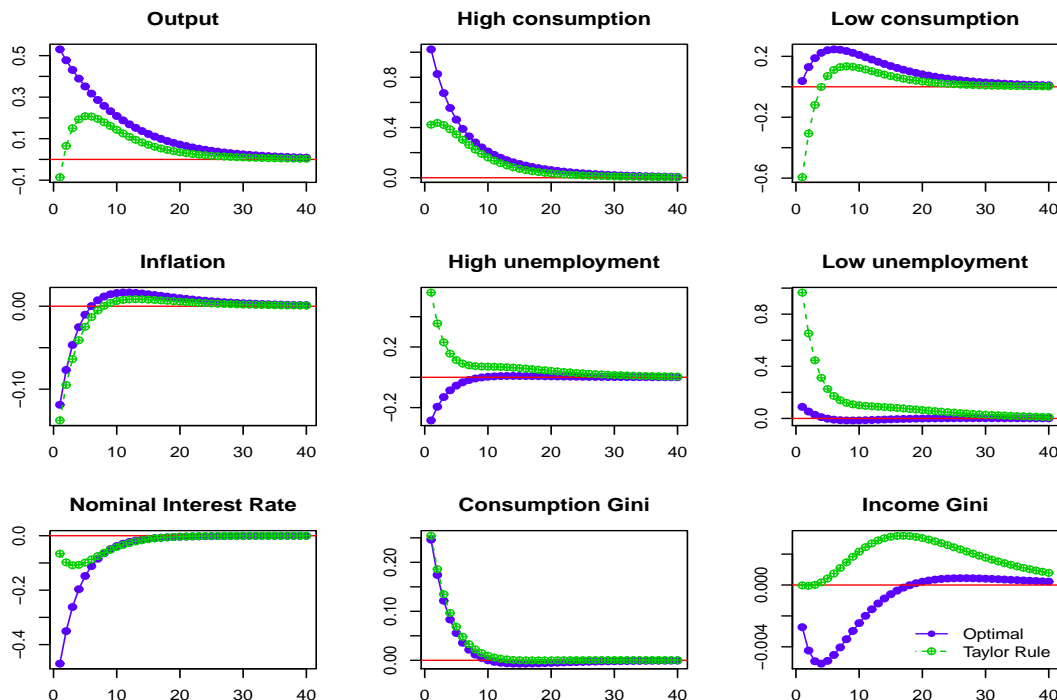 Output
High consumption
Low consumption
0.5
0.3
0.1
−0.1
0 10 20 30 40
0.8
0.4
0.0
0 10 20 30 40
0.2
−0.2
−0.6
0 10 20 30 40
Inflation
High unemployment
Low unemployment
0.00
−0.10
0 10 20 30 40
0.2
−0.2
0 10 20 30 40
0.8
0.4
0.0
0 10 20 30 40
Nominal Interest Rate
Consumption Gini
Income Gini
0.0
−0.2
−0.4
0 10 20 30 40
0.20
0.10
0.00
0 10 20 30 40
0.000
−0.004
0 10 20 30 40
Optimal
Taylor Rule